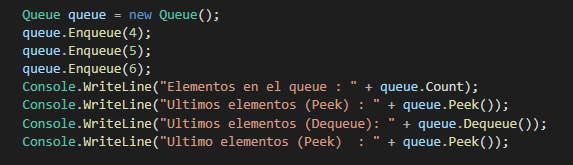 Queue queue = new Queue();
queue.Enqueue(4);
queue.Enqueue(5);
queue.Enqueue(6);
Console.WriteLine("Elementos en el queue : " + queue.Count);
Console.WriteLine("Ultimos elementos (Peek) : " + queue.Peek());
Console.WriteLine("Ultimos elementos (Dequeue): " + queue.Dequeue());
Console.WriteLine("Ultimo elementos (Peek)  : " + queue.Peek());